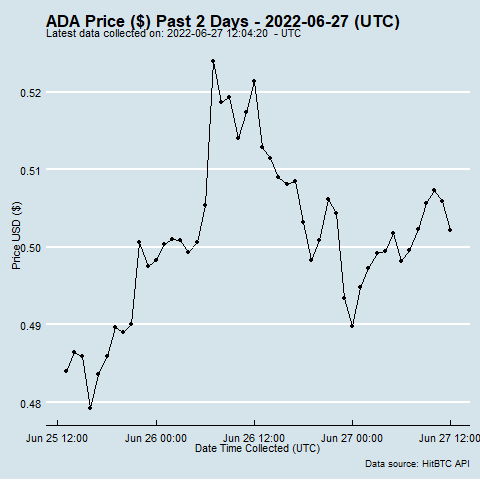 ADA Price ($) Past 2 Days - 2022-06-27 (UTC)
Latest data collected on: 2022-06-27 12:04:20 - UTC
0.52
0.51
0.50
0.49
0.48
Price USD ($)
Jun 25 12:00 Jun 26 00:00 Jun 26 12:00 Jun 27 00:00 Jun 27 12:00
Date Time Collected (UTC)
Data source: HitBTC API